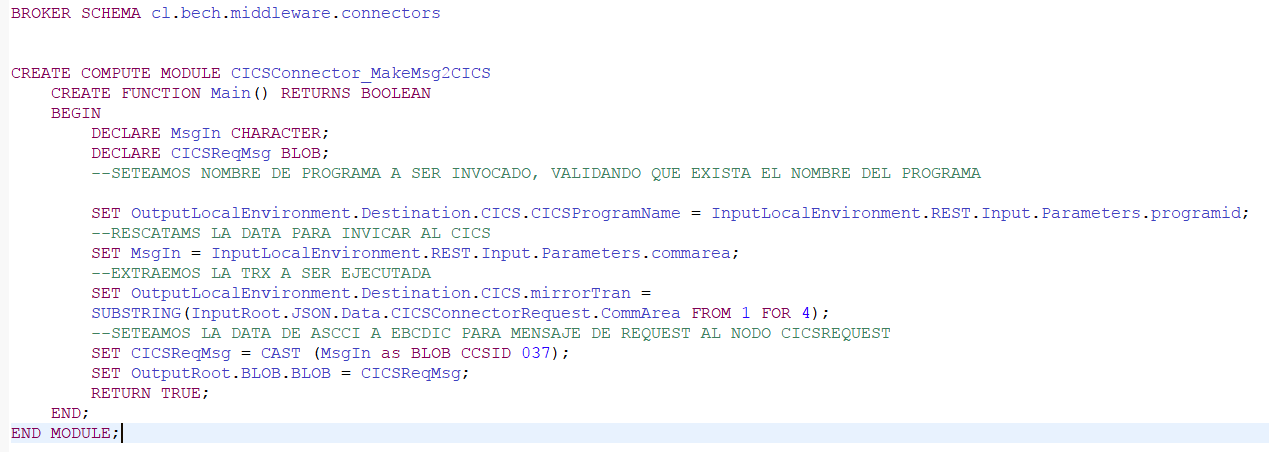 BROKER SCHEMA cl.bech.middleware.connectors
CREATE COMPUTE MODULE CICSConnector_MakeMsg2CICS
CREATE FUNCTION Main() RETURNS BOOLEAN
BEGIN
DECLARE MsgIn CHARACTER;
DECLARE CICSReqMsg BLOB;
--SETEAMOS NOMBRE DE PROGRAMA A SER INVOCADO, VALIDANDO QUE EXISTA EL NOMBRE DEL PROGRAMA
SET OutputLocalEnvironment.Destination.CICS.CICSProgramName = InputLocalEnvironment.REST.Input.Parameters.programid;
--RESCATAMS LA DATA PARA INVICAR AL CICS
SET MsgIn = InputLocalEnvironment.REST.Input.Parameters.commarea;
--EXTRAEMOS LA TRX A SER EJECUTADA
SET OutputLocalEnvironment.Destination.CICS.mirrorTran =
SUBSTRING(InputRoot.JSON.Data.CICSConnectorRequest.CommArea FROM 1 FOR 4);
--SETEAMOS LA DATA DE ASCCI A EBCDIC PARA MENSAJE DE REQUEST AL NODO CICSREQUEST
SET CICSReqMsg = CAST (MsgIn as BLOB CCSID 037);
SET OutputRoot.BLOB.BLOB = CICSReqMsg;
RETURN TRUE;
END;
END MODULE;